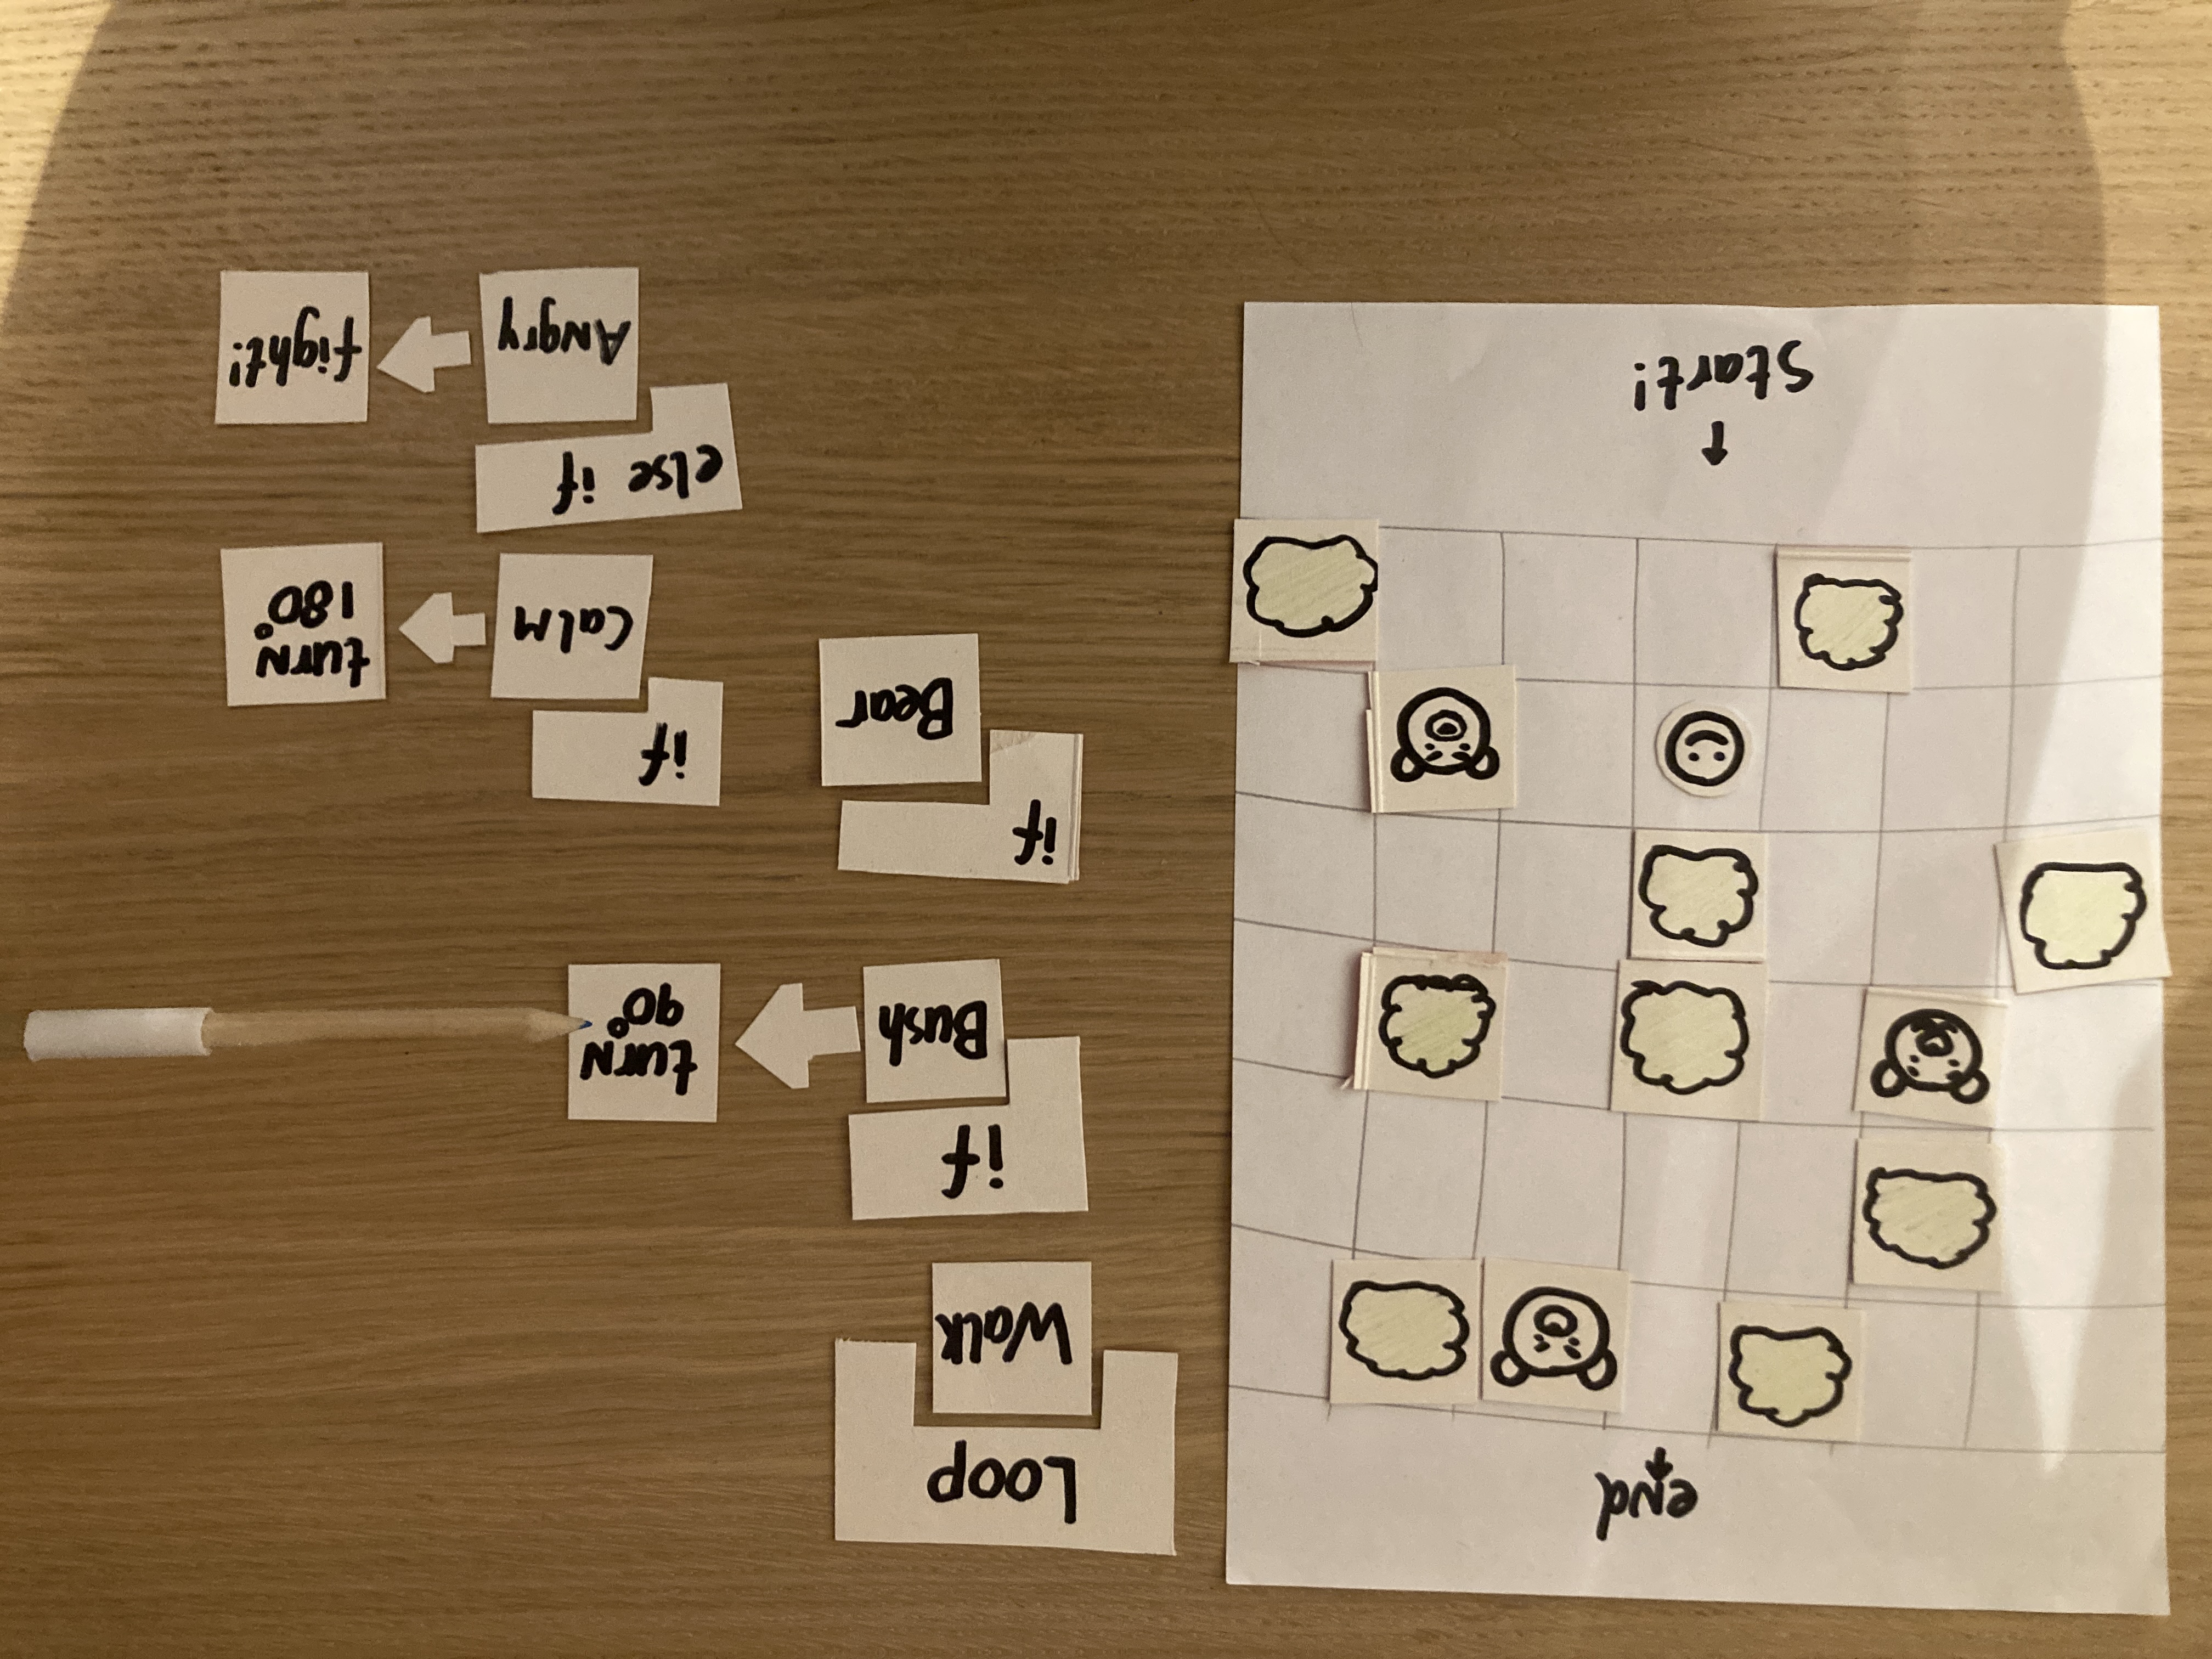 end
Start!
Loop
Walk
if
Bush
turn
90°
if
Bear
if
Calm
turn
180°
else if
Angry
fight!